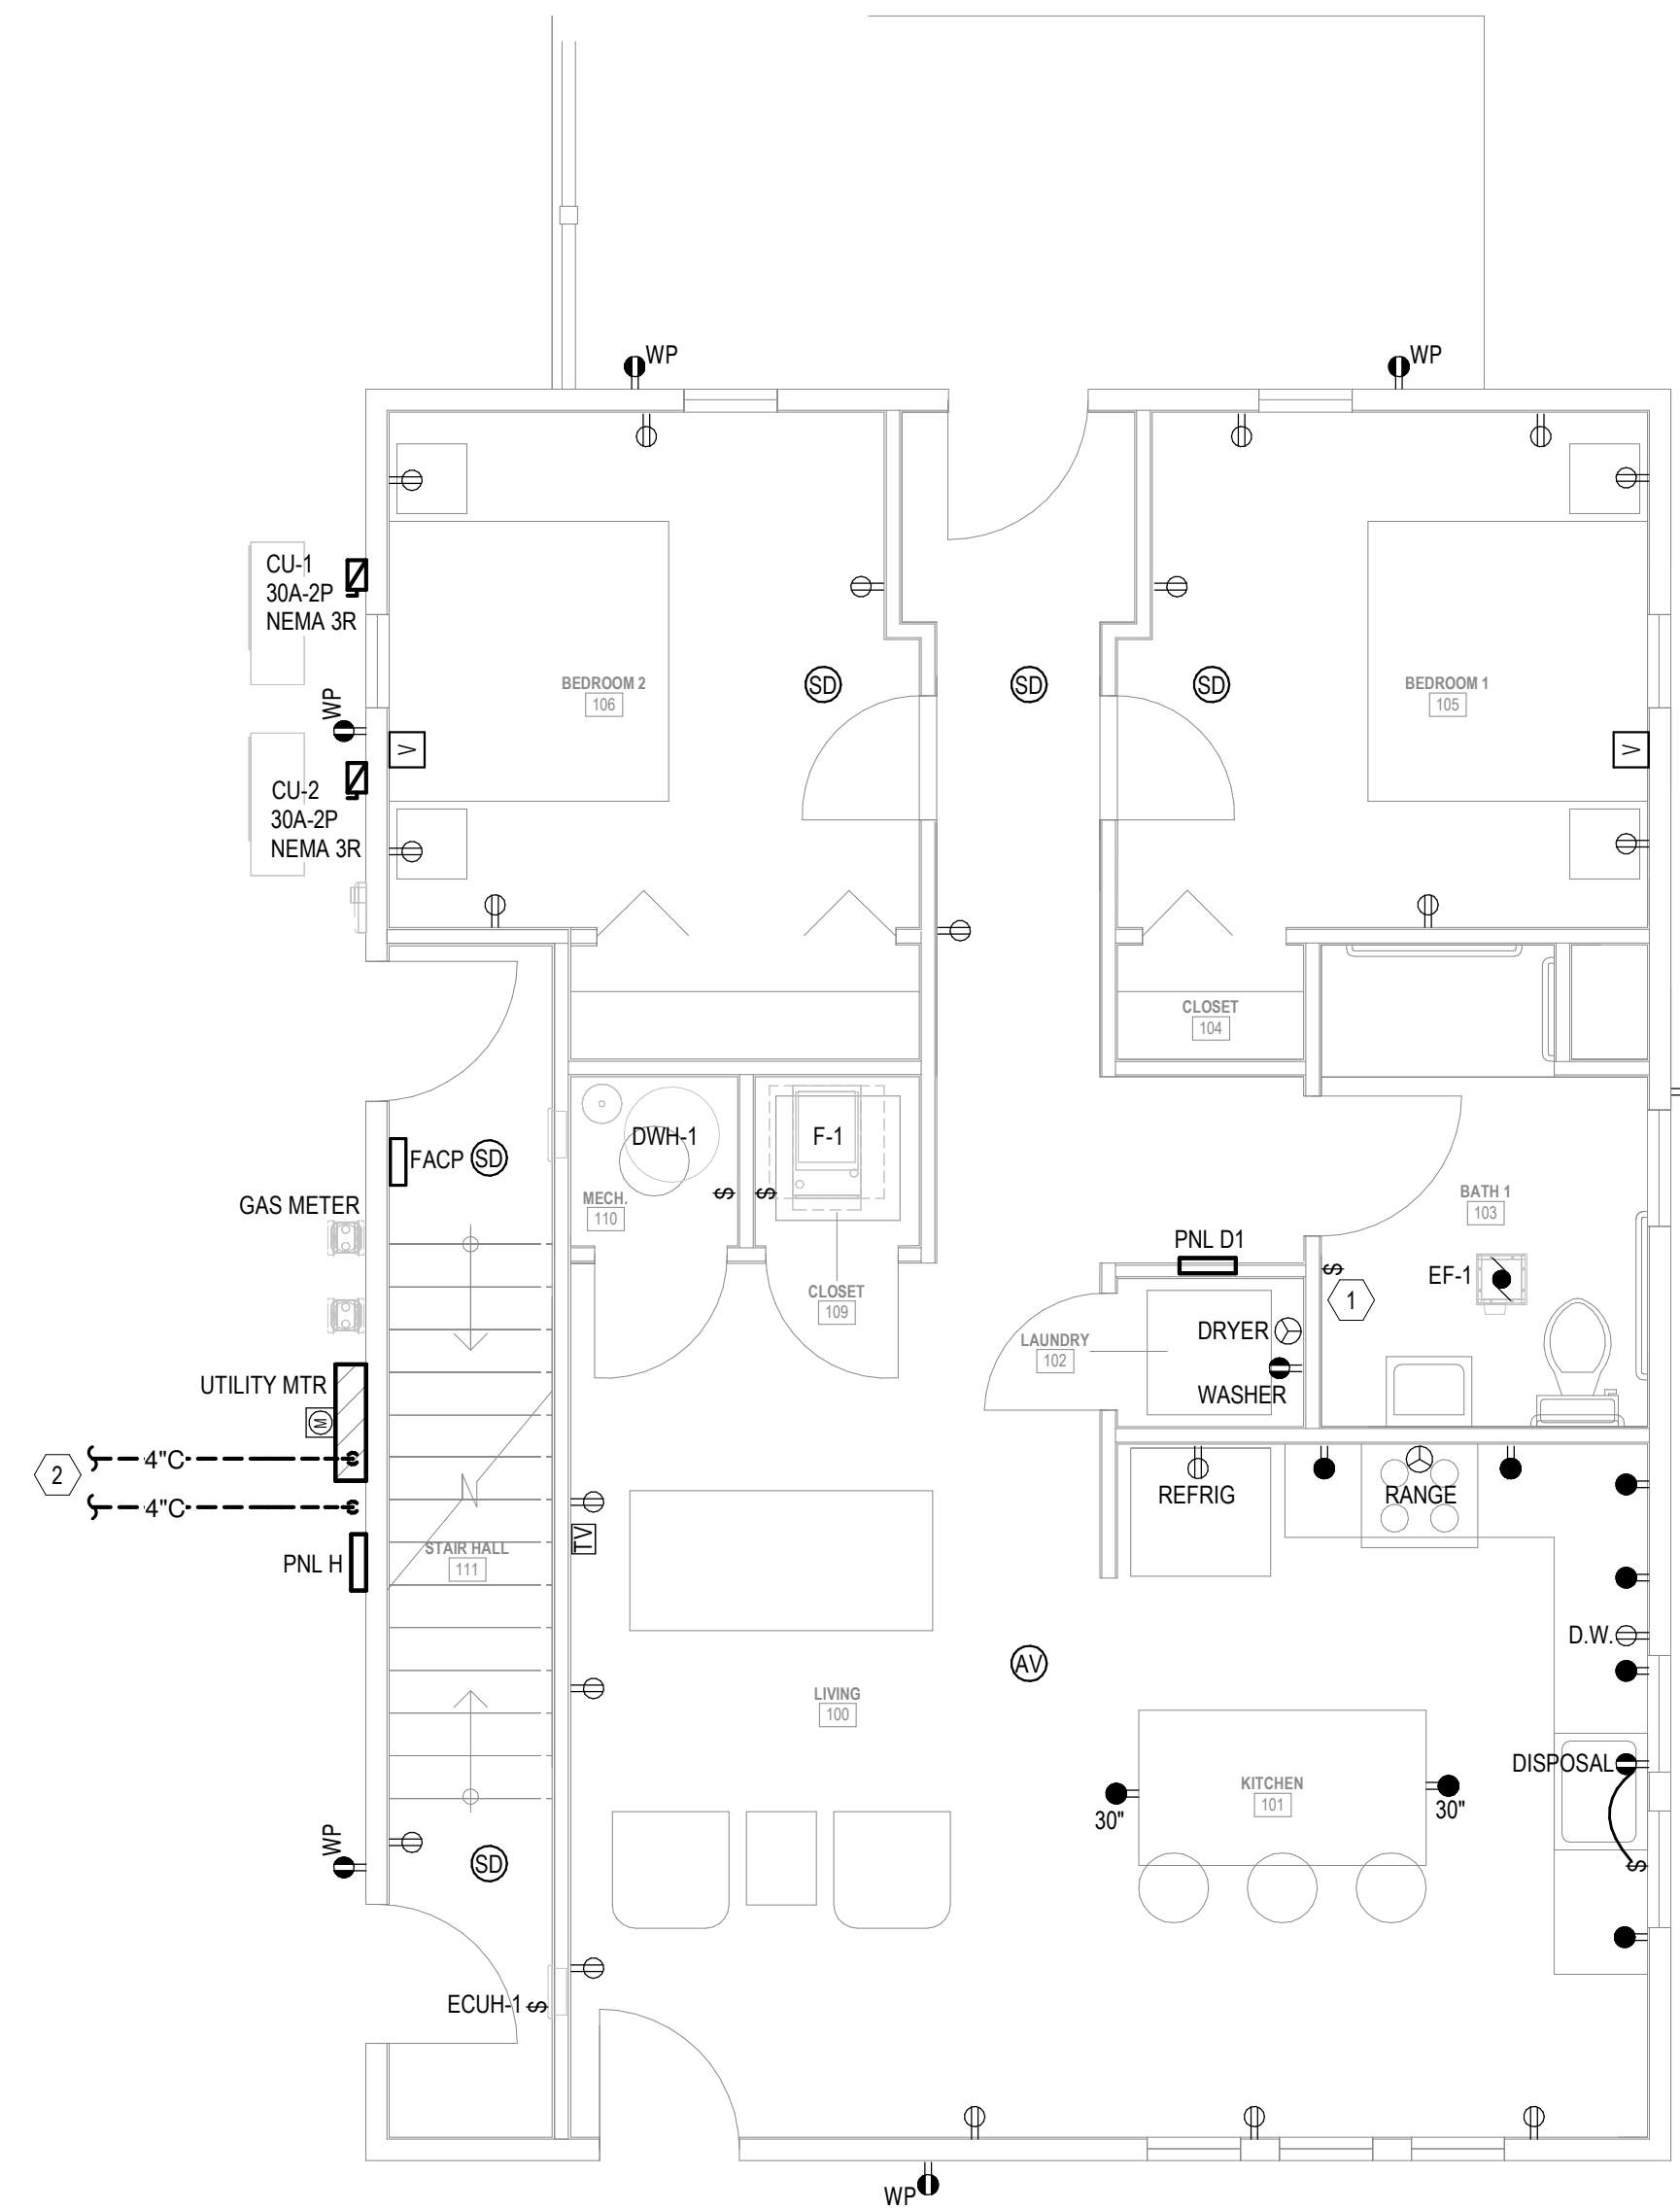 WP
WP
CU-1
30A-2P
NEMA 3R
BEDROOM 2
106
SD
SD
SD
BEDROOM 1
105
WP
V
V
CU-2
30A-2P
NEMA 3R
CLOSET
104
DWH-1
F-1
FACP
SD
MECH.
110
$
$
BATH 1
103
GAS METER
PNL D1
$
EF-1
1
CLOSET
109
DRYER
LAUNDRY
102
WASHER
UTILITY MTR
M
2
4"C
4"C
REFRIG
RANGE
PNL H
STAIR HALL
111
TV
D.W.
AV
LIVING
100
DISPOSAL
KITCHEN
101
30"
30"
WP
SD
$
ECUH-1
$
WP